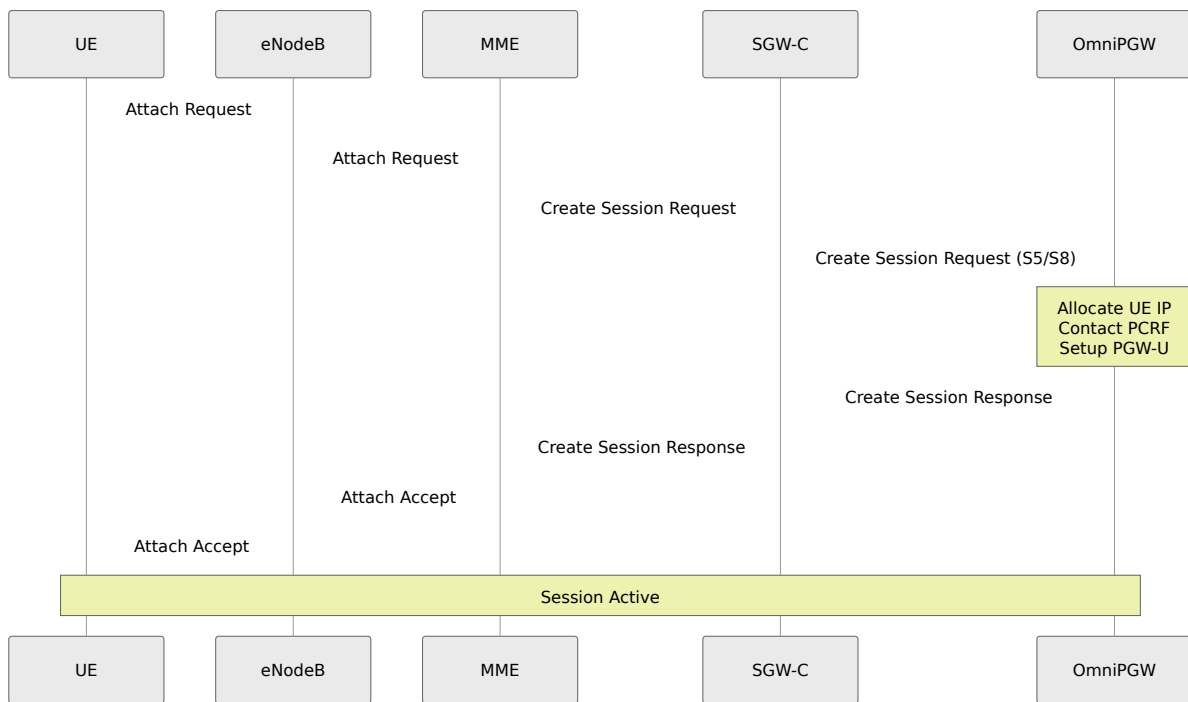 UE
eNodeB
MME
SGW-C
OmniPGW
Attach Request
Attach Request
Create Session Request
Create Session Request (S5/S8)
Allocate UE IP
Contact PCRF
Setup PGW-U
Create Session Response
Create Session Response
Attach Accept
Attach Accept
Session Active
UE
eNodeB
MME
SGW-C
OmniPGW